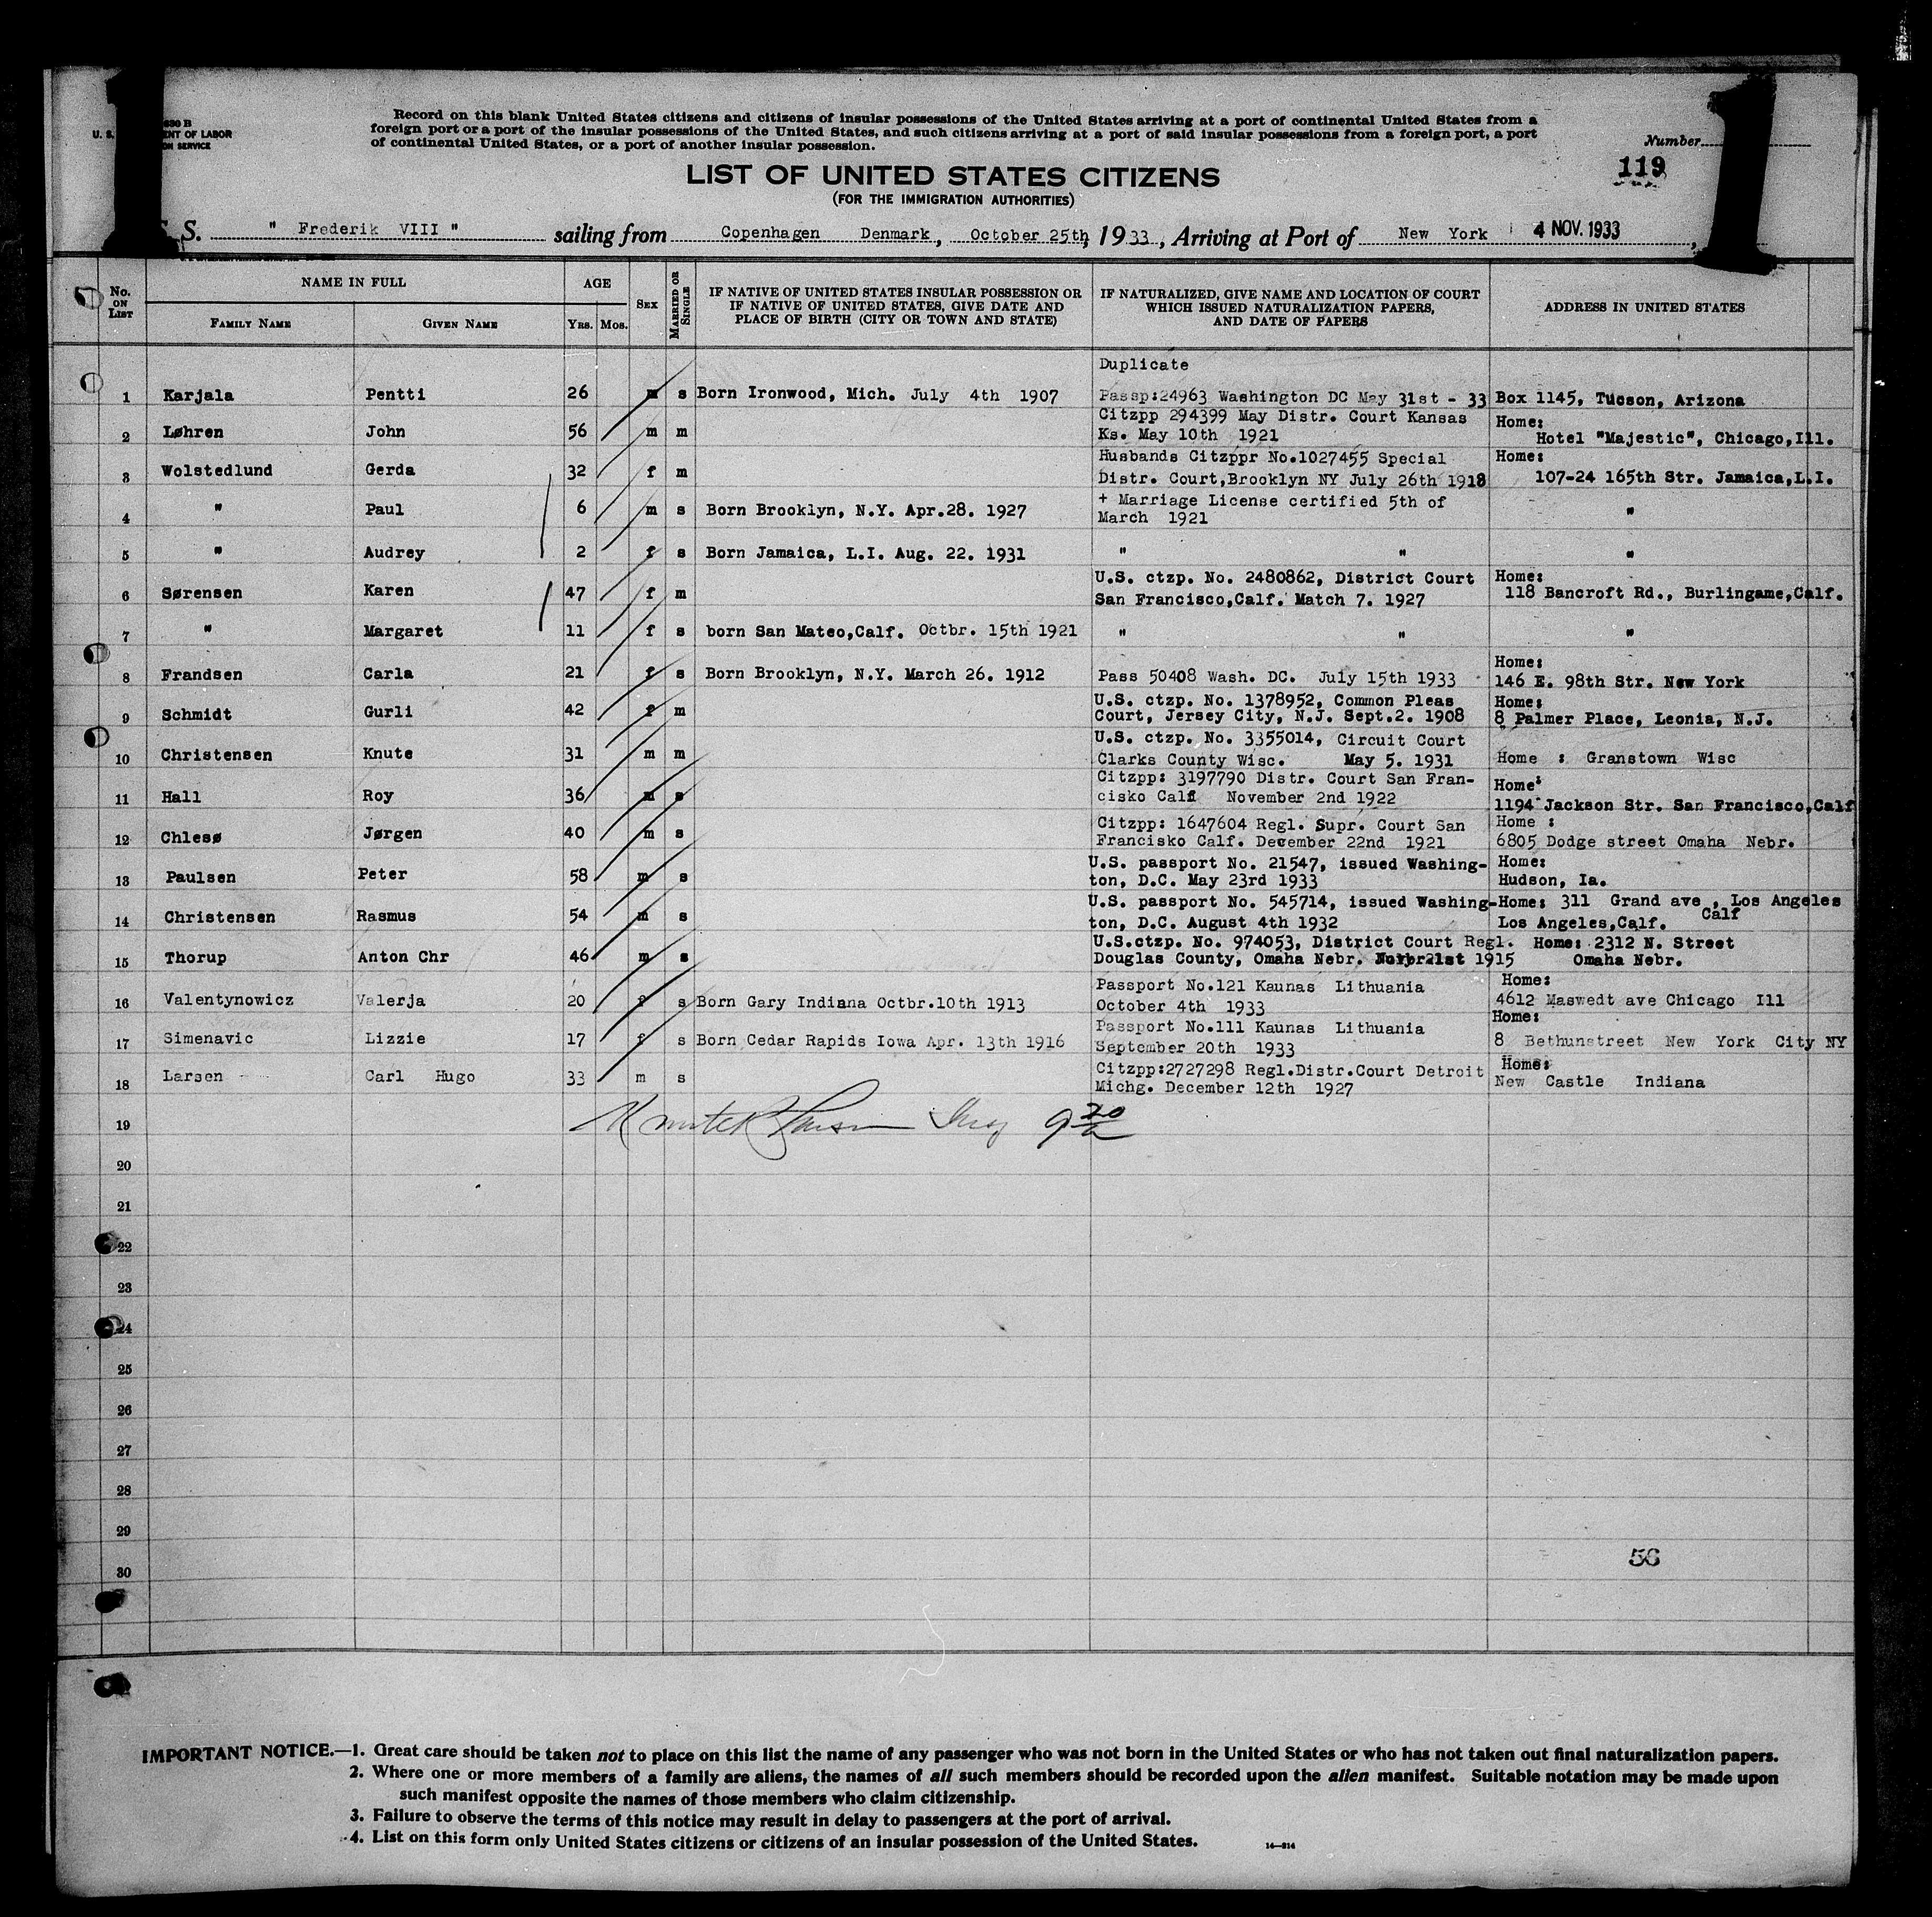 1
1
630 B
U. S. ENT OF LABOR
ON SERVICE
Record on this blank United States citizens and citizens of insular possessions of the United States arriving at a port of continental United States from a
foreign port or a port of the insular possessions of the United States, and such citizens arriving at a port of said insular possessions from a foreign port, a port
of continental United States, or a port of another insular possession.
Number
119
LIST OF UNITED STATES CITIZENS
(FOR THE IMMIGRATION AUTHORITIES)
S. " Frederik VIII " sailing from Copenhagen Denmark, October 25th, 1933, Arriving at Port of New York 4 NOV. 1933,
No. on List
NAME IN FULL
Family Name
Given Name
AGE
Yrs. Mos.
Sex
Married or Single
IF NATIVE OF UNITED STATES INSULAR POSSESSION OR
IF NATIVE OF UNITED STATES, GIVE DATE AND
PLACE OF BIRTH (CITY OR TOWN AND STATE)
IF NATURALIZED, GIVE NAME AND LOCATION OF COURT
WHICH ISSUED NATURALIZATION PAPERS,
AND DATE OF PAPERS
ADDRESS IN UNITED STATES
Duplicate
1 Karjala Pentti 26 m s Born Ironwood, Mich. July 4th 1907 Passp:24963 Washington DC May 31st - 33 Box 1145, Tucson, Arizona
Citzpp 294399 May Distr. Court Kansas Home:
2 Løhren John 56 m m Ks. May 10th 1921 Hotel "Majestic", Chicago,Ill.
Husbands Citzppr No.1027455 Special Home:
3 Wolstedlund Gerda 32 f m Distr. Court,Brooklyn NY July 26th 1918 107-24 165th Str. Jamaica,L.I.
+ Marriage License certified 5th of
4 " Paul 6 m s Born Brooklyn, N.Y. Apr.28. 1927 March 1921 "
5 " Audrey 2 f s Born Jamaica, L.I. Aug. 22. 1931 " " "
U.S. ctzp. No. 2480862, District Court Home:
6 Sørensen Karen 47 f m San Francisco,Calf. Match 7. 1927 118 Bancroft Rd., Burlingame,Calf.
7 " Margaret 11 f s born San Mateo,Calf. Octbr. 15th 1921 " " "
Home:
8 Frandsen Carla 21 f s Born Brooklyn, N.Y. March 26. 1912 Pass 50408 Wash. DC. July 15th 1933 146 E. 98th Str. New York
U.S. ctzp. No. 1378952, Common Pleas Home:
9 Schmidt Gurli 42 f m Court, Jersey City, N.J. Sept.2. 1908 8 Palmer Place, Leonia, N.J.
U.S. ctzp. No. 3355014, Circuit Court
10 Christensen Knute 31 m m Clarks County Wisc. May 5. 1931 Home : Granstown Wisc
Citzpp: 3197790 Distr. Court San Fran- Home:
11 Hall Roy 36 m s cisko Calf November 2nd 1922 1194 Jackson Str. San Francisco,Calf
Citzpp: 1647604 Regl. Supr. Court San Home :
12 Chlesø Jørgen 40 m s Francisko Calf. December 22nd 1921 6805 Dodge street Omaha Nebr.
U.S. passport No. 21547, issued Washing- Home:
13 Paulsen Peter 58 m s ton, D.C. May 23rd 1933 Hudson, Ia.
U.S. passport No. 545714, issued Washing- Home: 311 Grand ave , Los Angeles
Calf
14 Christensen Rasmus 54 m s ton, D.C. August 4th 1932 Los Angeles,Calf.
U.S.ctzp. No. 974053, District Court Regl. Home: 2312 N. Street
15 Thorup Anton Chr 46 m s Douglas County, Omaha Nebr. 1915 Omaha Nebr.
Passport No.121 Kaunas Lithuania Home:
16 Valentynowicz Valerja 20 f s Born Gary Indiana Octbr.10th 1913 October 4th 1933 4612 Maswedt ave Chicago Ill
Passport No.111 Kaunas Lithuania Home:
17 Simenavic Lizzie 17 f s Born Cedar Rapids Iowa Apr. 13th 1916 September 20th 1933 8 Bethunstreet New York City NY
Citzpp:2727298 Regl.Distr.Court Detroit Home:
18 Larsen Carl Hugo 33 m s Michg. December 12th 1927 New Castle Indiana
19
20
21
22
23
24
25
26
27
28
29
30
56
IMPORTANT NOTICE.—1. Great care should be taken not to place on this list the name of any passenger who was not born in the United States or who has not taken out final naturalization papers.
2. Where one or more members of a family are aliens, the names of all such members should be recorded upon the alien manifest. Suitable notation may be made upon
such manifest opposite the names of those members who claim citizenship.
3. Failure to observe the terms of this notice may result in delay to passengers at the port of arrival.
4. List on this form only United States citizens or citizens of an insular possession of the United States.
14—814